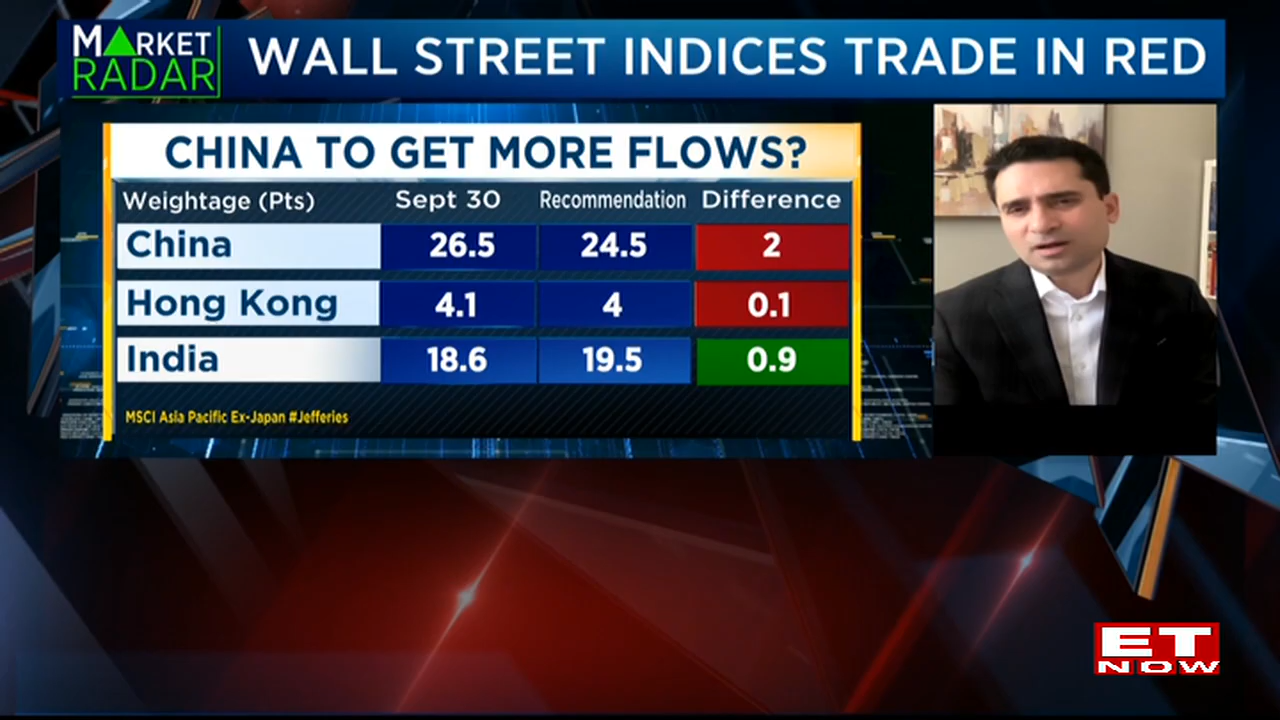 MARKET
RADAR
WALL STREET INDICES TRADE IN RED
CHINA TO GET MORE FLOWS?
Weightage (Pts) Sept 30 Recommendation Difference
China 26.5 24.5 2
Hong Kong 4.1 4 0.1
India 18.6 19.5 0.9
MSCI Asia Pacific Ex-Japan #Jefferies
ET
NOW